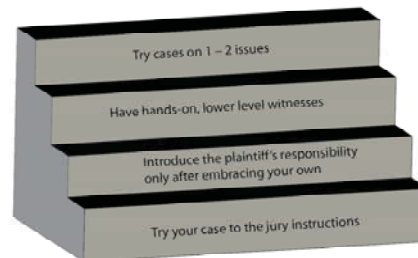 Try cases on 1 – 2 issues
Have hands-on, lower level witnesses
Introduce the plaintiff's responsibility
only after embracing your own
Try your case to the jury instructions